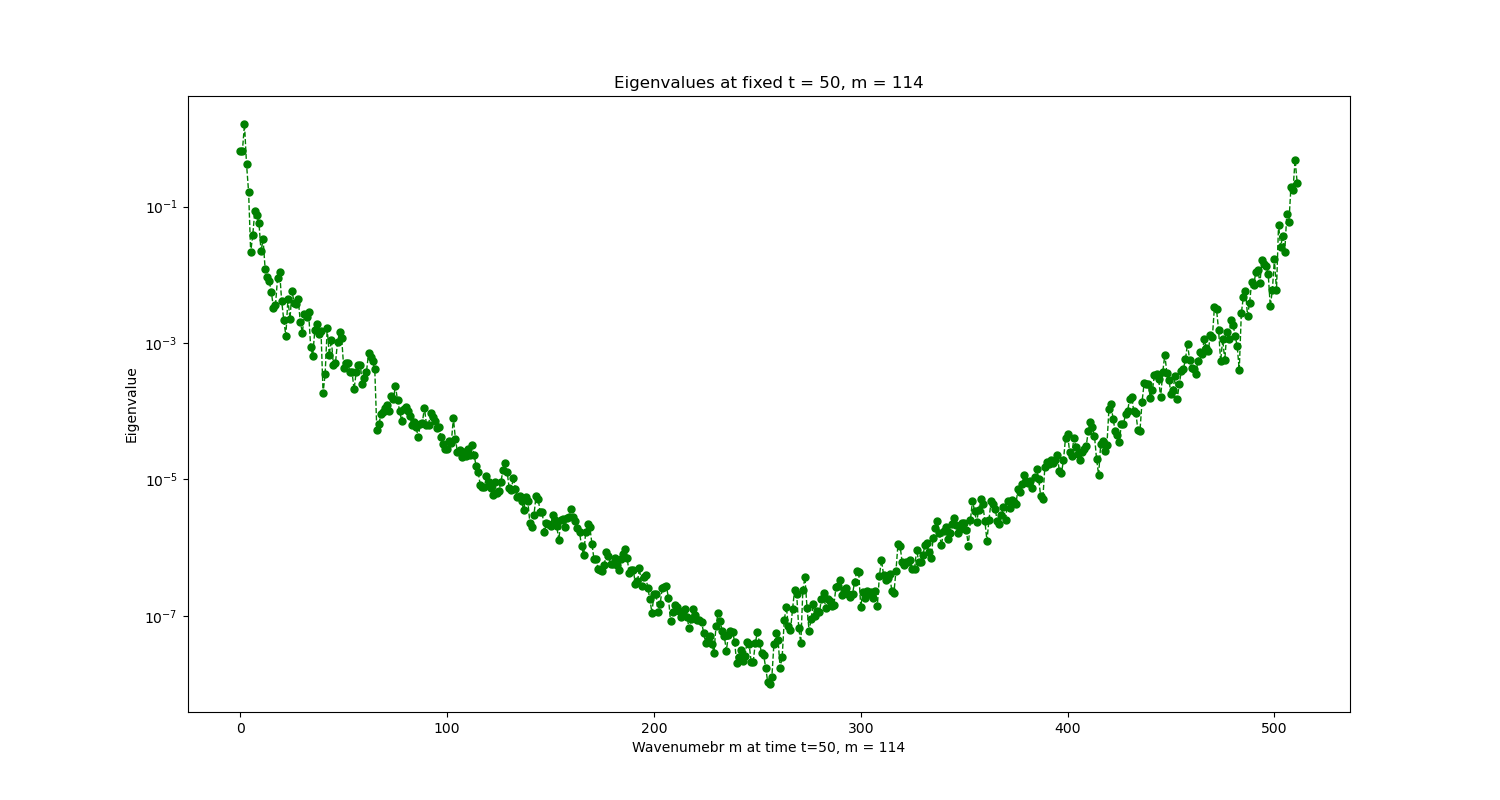 Eigenvalues at fixed t = 50, m = 114
Eigenvalue
10⁻¹
10⁻³
10⁻⁵
10⁻⁷
0 100 200 300 400 500
Wavenumebr m at time t=50, m = 114